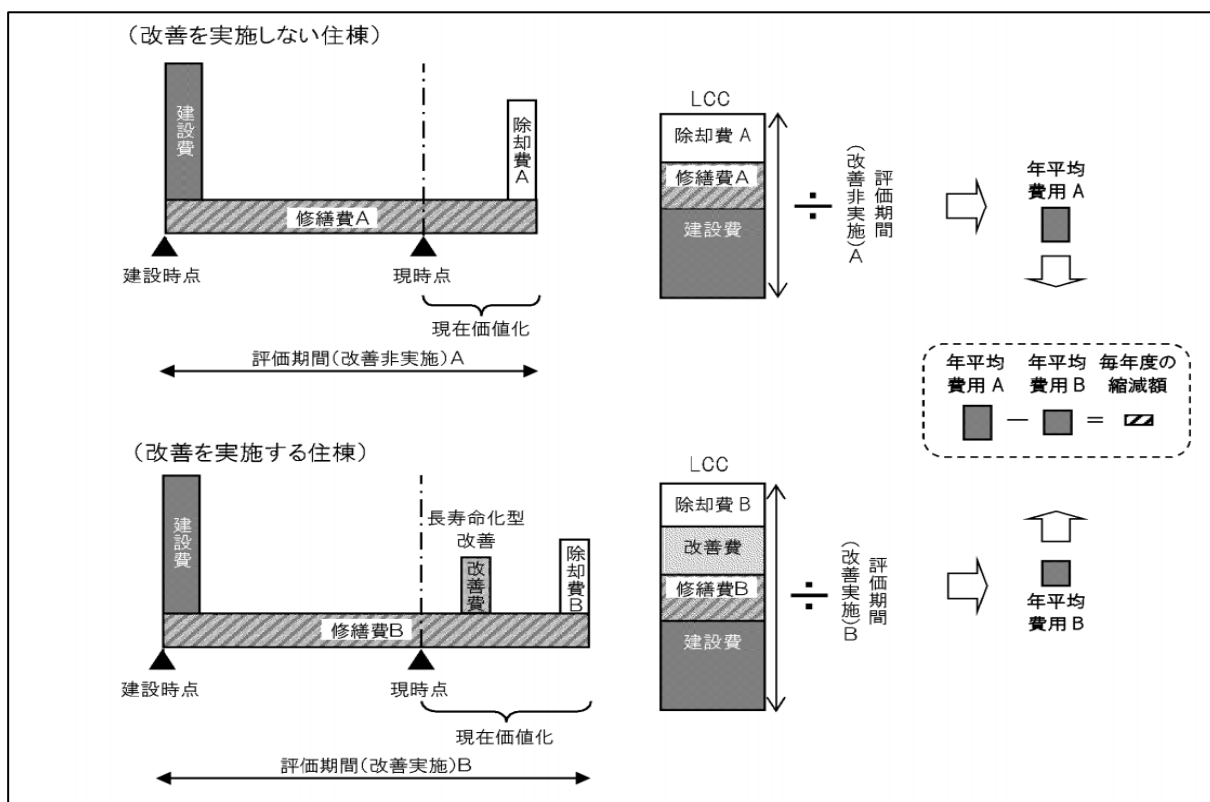 （改善を実施しない住棟）
建設費
修繕費A
除却費A
建設時点
現時点
現在価値化
評価期間(改善非実施)A
LCC
除却費A
修繕費A
建設費
÷
評価期間
(改善非実施)A
年平均
費用A
年平均
費用A
年平均
費用B
毎年度の
縮減額
－
＝
（改善を実施する住棟）
建設費
修繕費B
長寿命化型
改善
改善費
除却費B
建設時点
現時点
現在価値化
評価期間(改善実施)B
LCC
除却費B
改善費
修繕費B
建設費
÷
評価期間
(改善実施)B
年平均
費用B